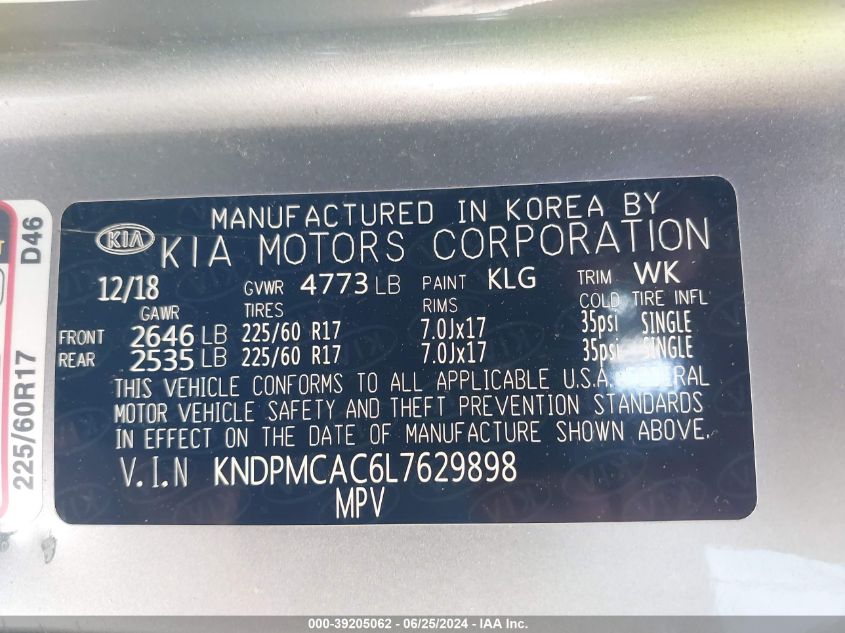 MANUFACTURED IN KOREA BY
KIA KIA MOTORS CORPORATION
12/18 GVWR 4773 LB PAINT KLG TRIM WK
GAWR TIRES RIMS COLD TIRE INFL
FRONT 2646 LB 225/60 R17 7.0Jx17 35psi SINGLE
REAR 2535 LB 225/60 R17 7.0Jx17 35psi SINGLE
THIS VEHICLE CONFORMS TO ALL APPLICABLE U.S.A. FEDERAL
MOTOR VEHICLE SAFETY AND THEFT PREVENTION STANDARDS
IN EFFECT ON THE DATE OF MANUFACTURE SHOWN ABOVE.
V.I.N KNDPMCAC6L7629898
MPV
225/60R17 D46
000-39205062 - 06/25/2024 - IAA Inc.